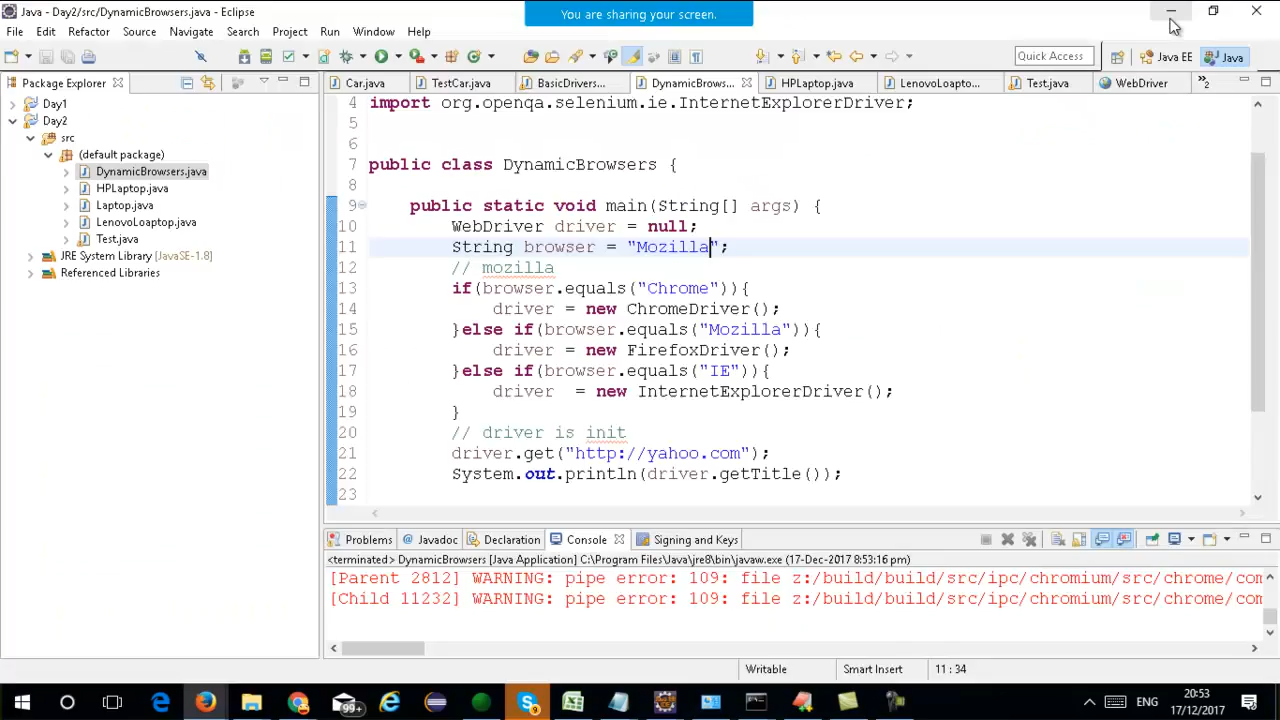 Java - Day2/src/DynamicBrowsers.java - Eclipse
You are sharing your screen.
File Edit Refactor Source Navigate Search Project Run Window Help
Quick Access
Java EE
Java
Package Explorer
Car.java
TestCar.java
BasicDrivers...
DynamicBrows...
HPLaptop.java
LenovoLoapto...
Test.java
WebDriver
2
Day1
Day2
src
(default package)
DynamicBrowsers.java
HPLaptop.java
Laptop.java
LenovoLoaptop.java
Test.java
JRE System Library [JavaSE-1.8]
Referenced Libraries
4 import org.openqa.selenium.ie.InternetExplorerDriver;
5
6
7 public class DynamicBrowsers {
8
9 public static void main(String[] args) {
10 WebDriver driver = null;
11 String browser = "Mozilla";
12 // mozilla
13 if(browser.equals("Chrome")){
14 driver = new ChromeDriver();
15 }else if(browser.equals("Mozilla")){
16 driver = new FirefoxDriver();
17 }else if(browser.equals("IE")){
18 driver  = new InternetExplorerDriver();
19 }
20 // driver is init
21 driver.get("http://yahoo.com");
22 System.out.println(driver.getTitle());
23
Problems
Javadoc
Declaration
Console
Signing and Keys
<terminated> DynamicBrowsers [Java Application] C:\Program Files\Java\jre8\bin\javaw.exe (17-Dec-2017 8:53:16 pm)
[Parent 2812] WARNING: pipe error: 109: file z:/build/build/src/ipc/chromium/src/chrome/com
[Child 11232] WARNING: pipe error: 109: file z:/build/build/src/ipc/chromium/src/chrome/com
Writable
Smart Insert
11 : 34
99+
9
ENG
20:53
17/12/2017